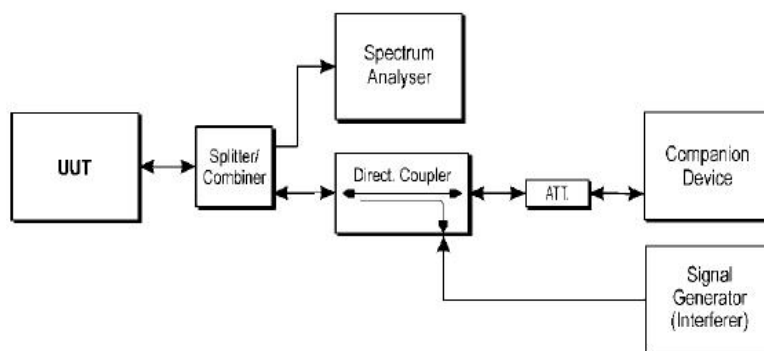 Spectrum
Analyser
UUT
Splitter/
Combiner
Direct. Coupler
ATT.
Companion
Device
Signal
Generator
(Interferer)